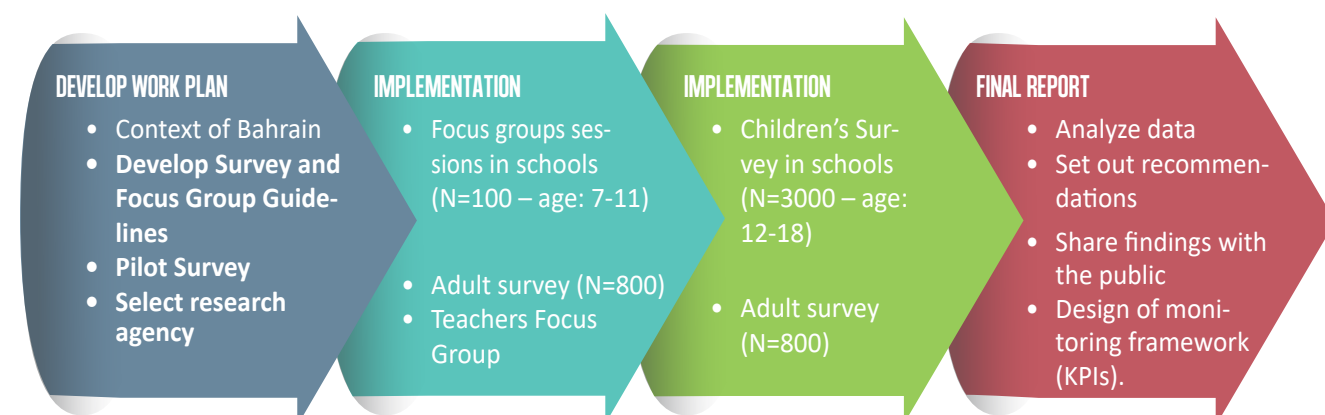 DEVELOP WORK PLAN
• Context of Bahrain
• Develop Survey and
Focus Group Guide-
lines
• Pilot Survey
• Select research
agency
IMPLEMENTATION
• Focus groups ses-
sions in schools
(N=100 – age: 7-11)
• Adult survey (N=800)
• Teachers Focus
Group
IMPLEMENTATION
• Children's Sur-
vey in schools
(N=3000 – age:
12-18)
• Adult survey
(N=800)
FINAL REPORT
• Analyze data
• Set out recommen-
dations
• Share findings with
the public
• Design of moni-
toring framework
(KPIs).